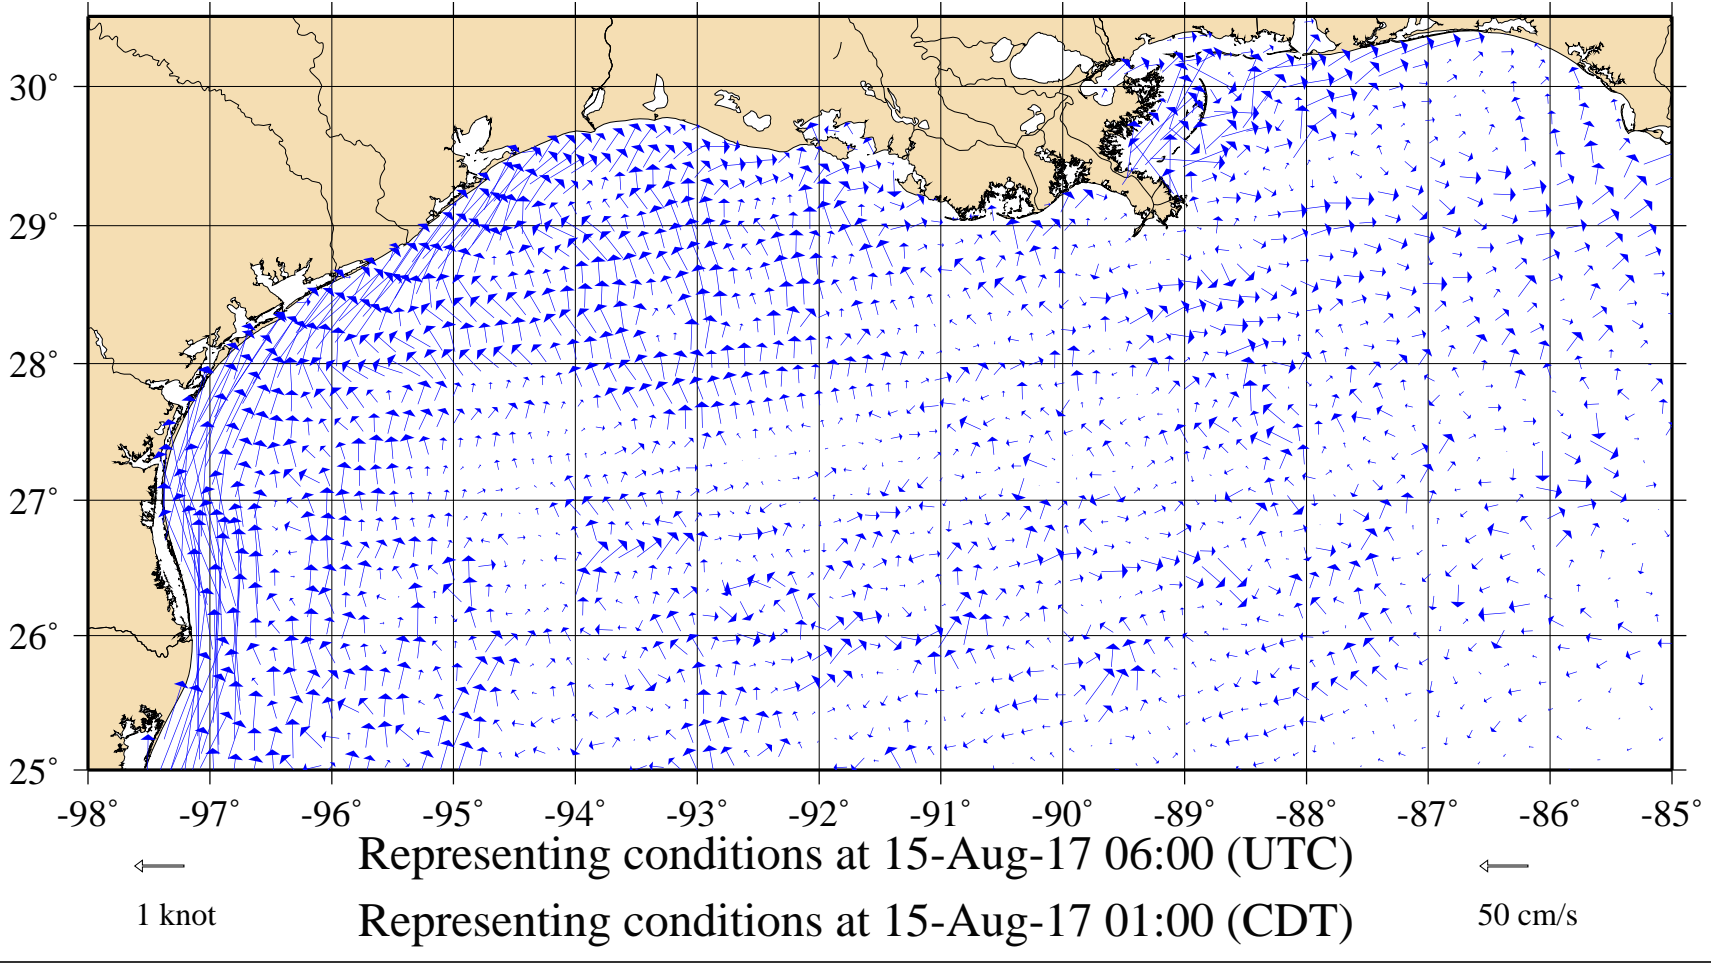 30°
29°
28°
27°
26°
25°
-98° -97° -96° -95° -94° -93° -92° -91° -90° -89° -88° -87° -86° -85°
Representing conditions at 15-Aug-17 06:00 (UTC)
1 knot Representing conditions at 15-Aug-17 01:00 (CDT) 50 cm/s